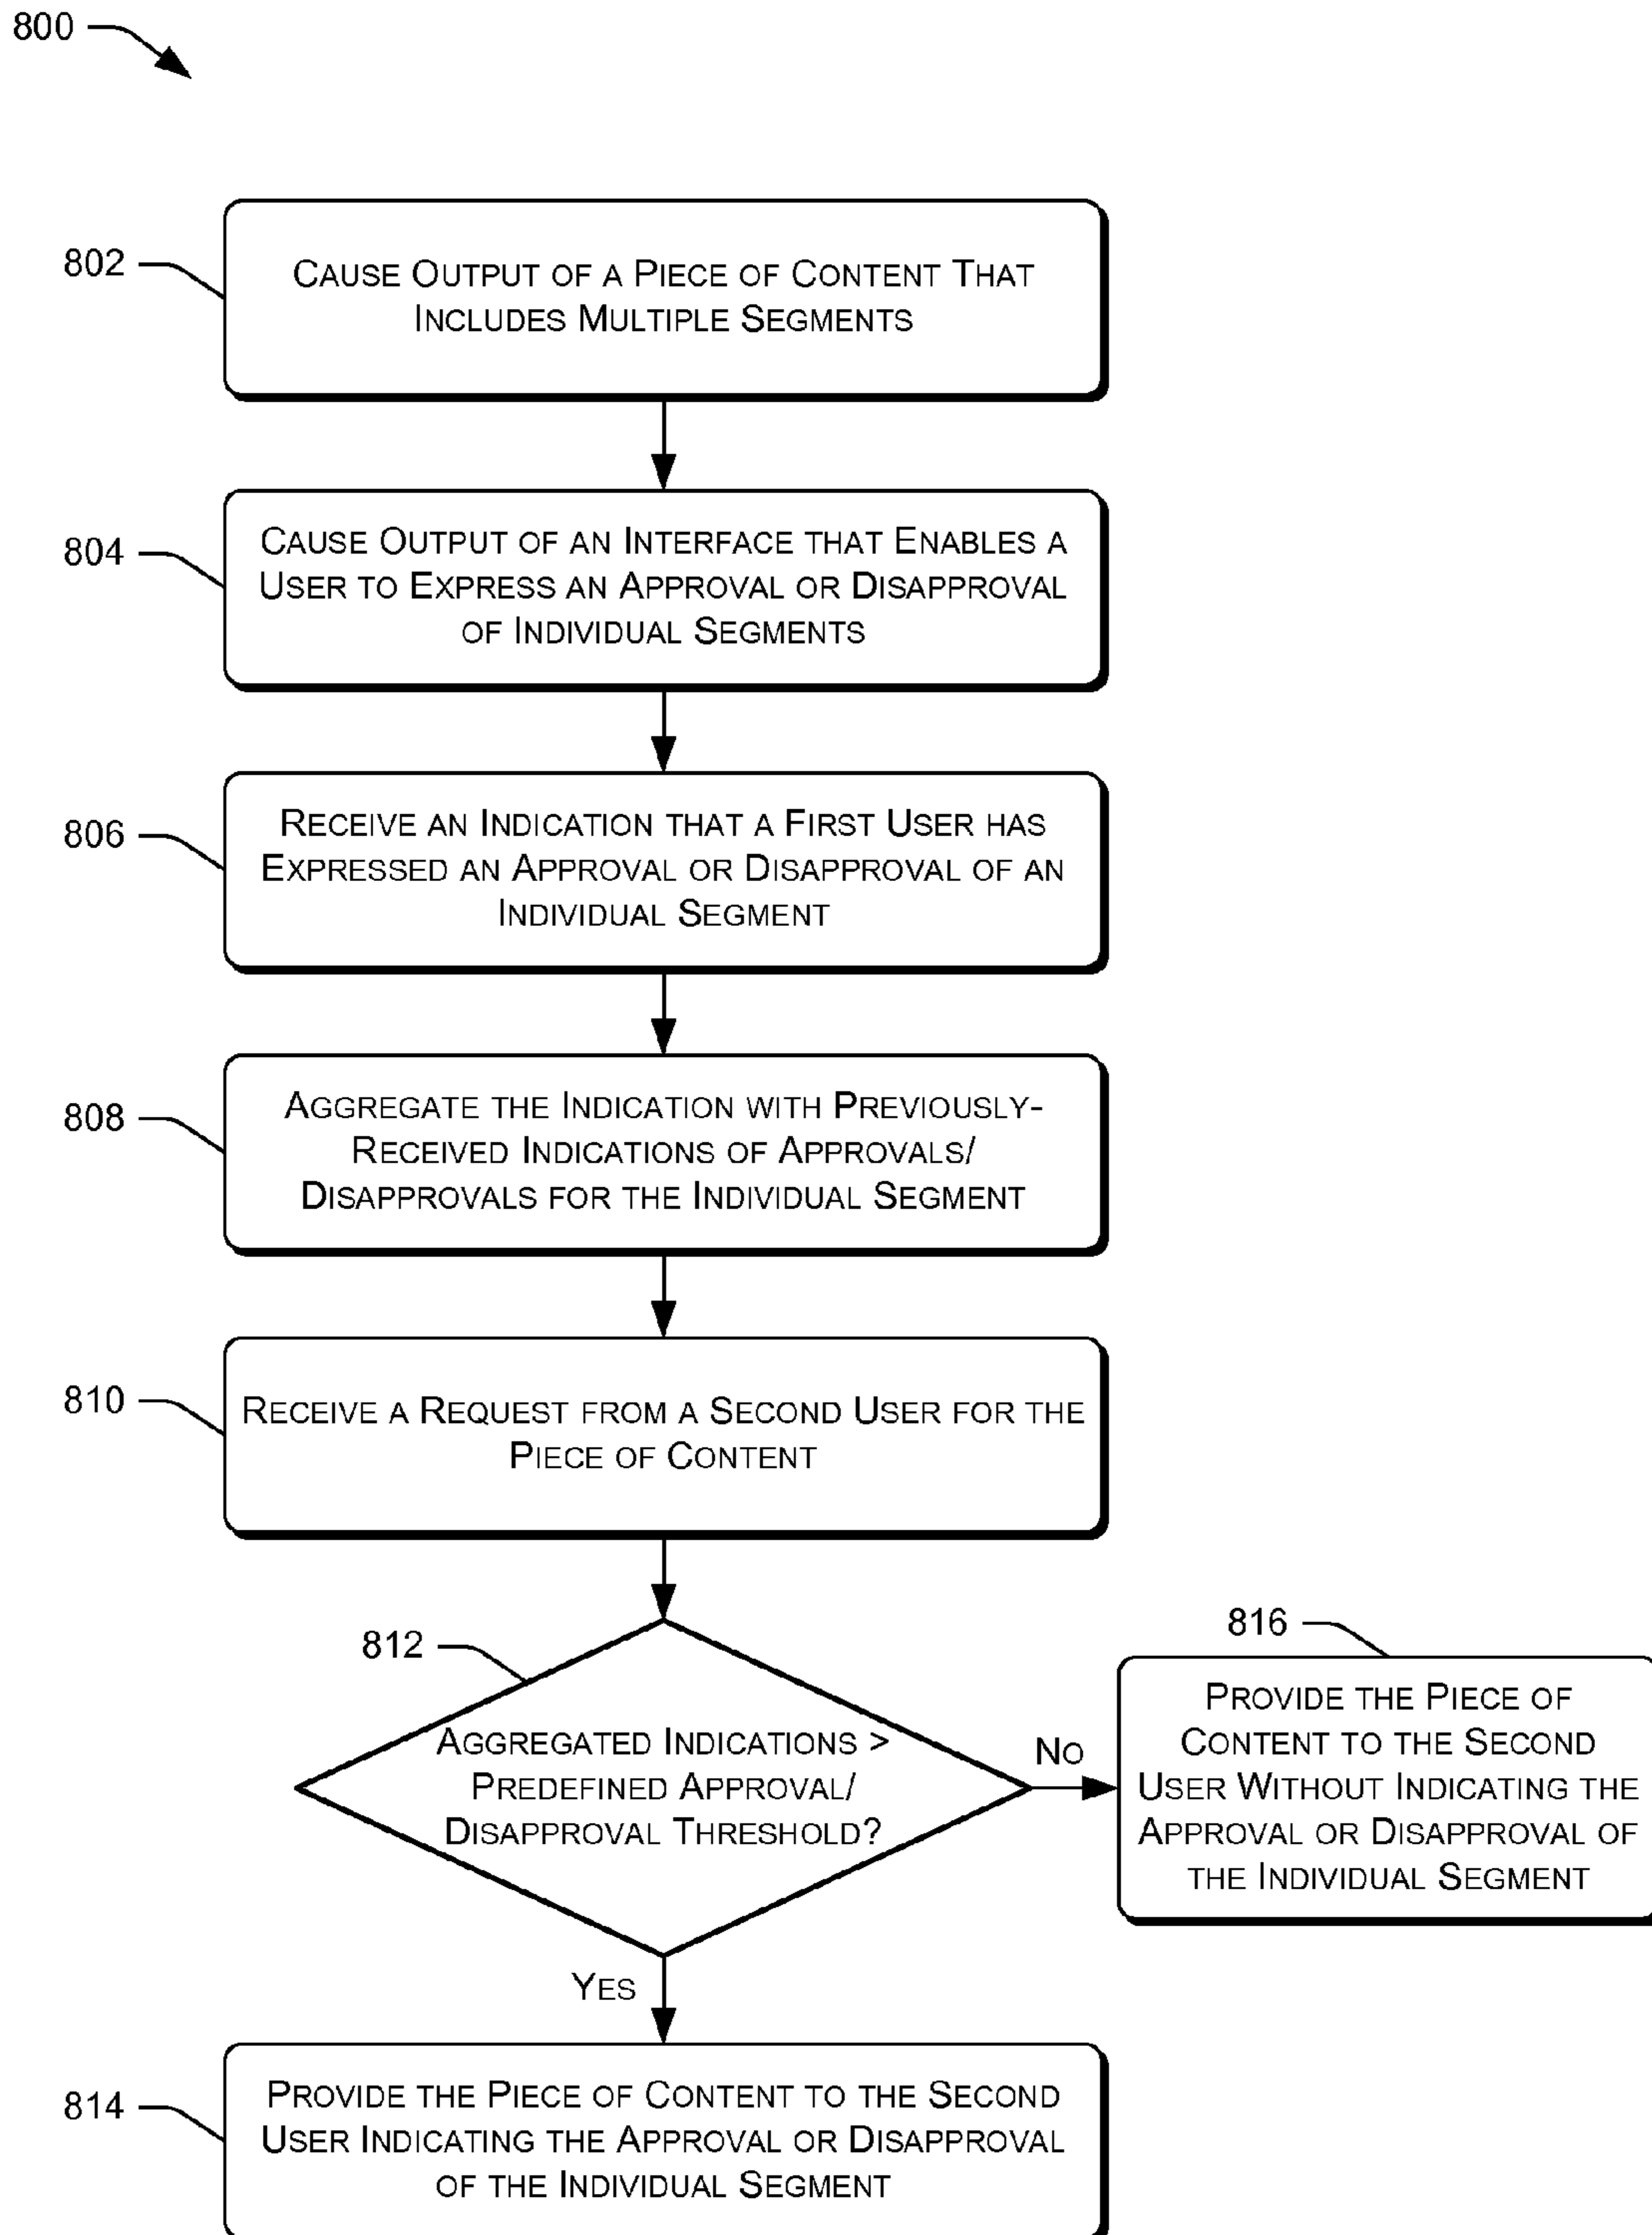 800
802
CAUSE OUTPUT OF A PIECE OF CONTENT THAT
INCLUDES MULTIPLE SEGMENTS
804
CAUSE OUTPUT OF AN INTERFACE THAT ENABLES A
USER TO EXPRESS AN APPROVAL OR DISAPPROVAL
OF INDIVIDUAL SEGMENTS
806
RECEIVE AN INDICATION THAT A FIRST USER HAS
EXPRESSED AN APPROVAL OR DISAPPROVAL OF AN
INDIVIDUAL SEGMENT
808
AGGREGATE THE INDICATION WITH PREVIOUSLY-
RECEIVED INDICATIONS OF APPROVALS/
DISAPPROVALS FOR THE INDIVIDUAL SEGMENT
810
RECEIVE A REQUEST FROM A SECOND USER FOR THE
PIECE OF CONTENT
812
AGGREGATED INDICATIONS >
PREDEFINED APPROVAL/
DISAPPROVAL THRESHOLD?
NO
816
PROVIDE THE PIECE OF
CONTENT TO THE SECOND
USER WITHOUT INDICATING THE
APPROVAL OR DISAPPROVAL OF
THE INDIVIDUAL SEGMENT
YES
814
PROVIDE THE PIECE OF CONTENT TO THE SECOND
USER INDICATING THE APPROVAL OR DISAPPROVAL
OF THE INDIVIDUAL SEGMENT